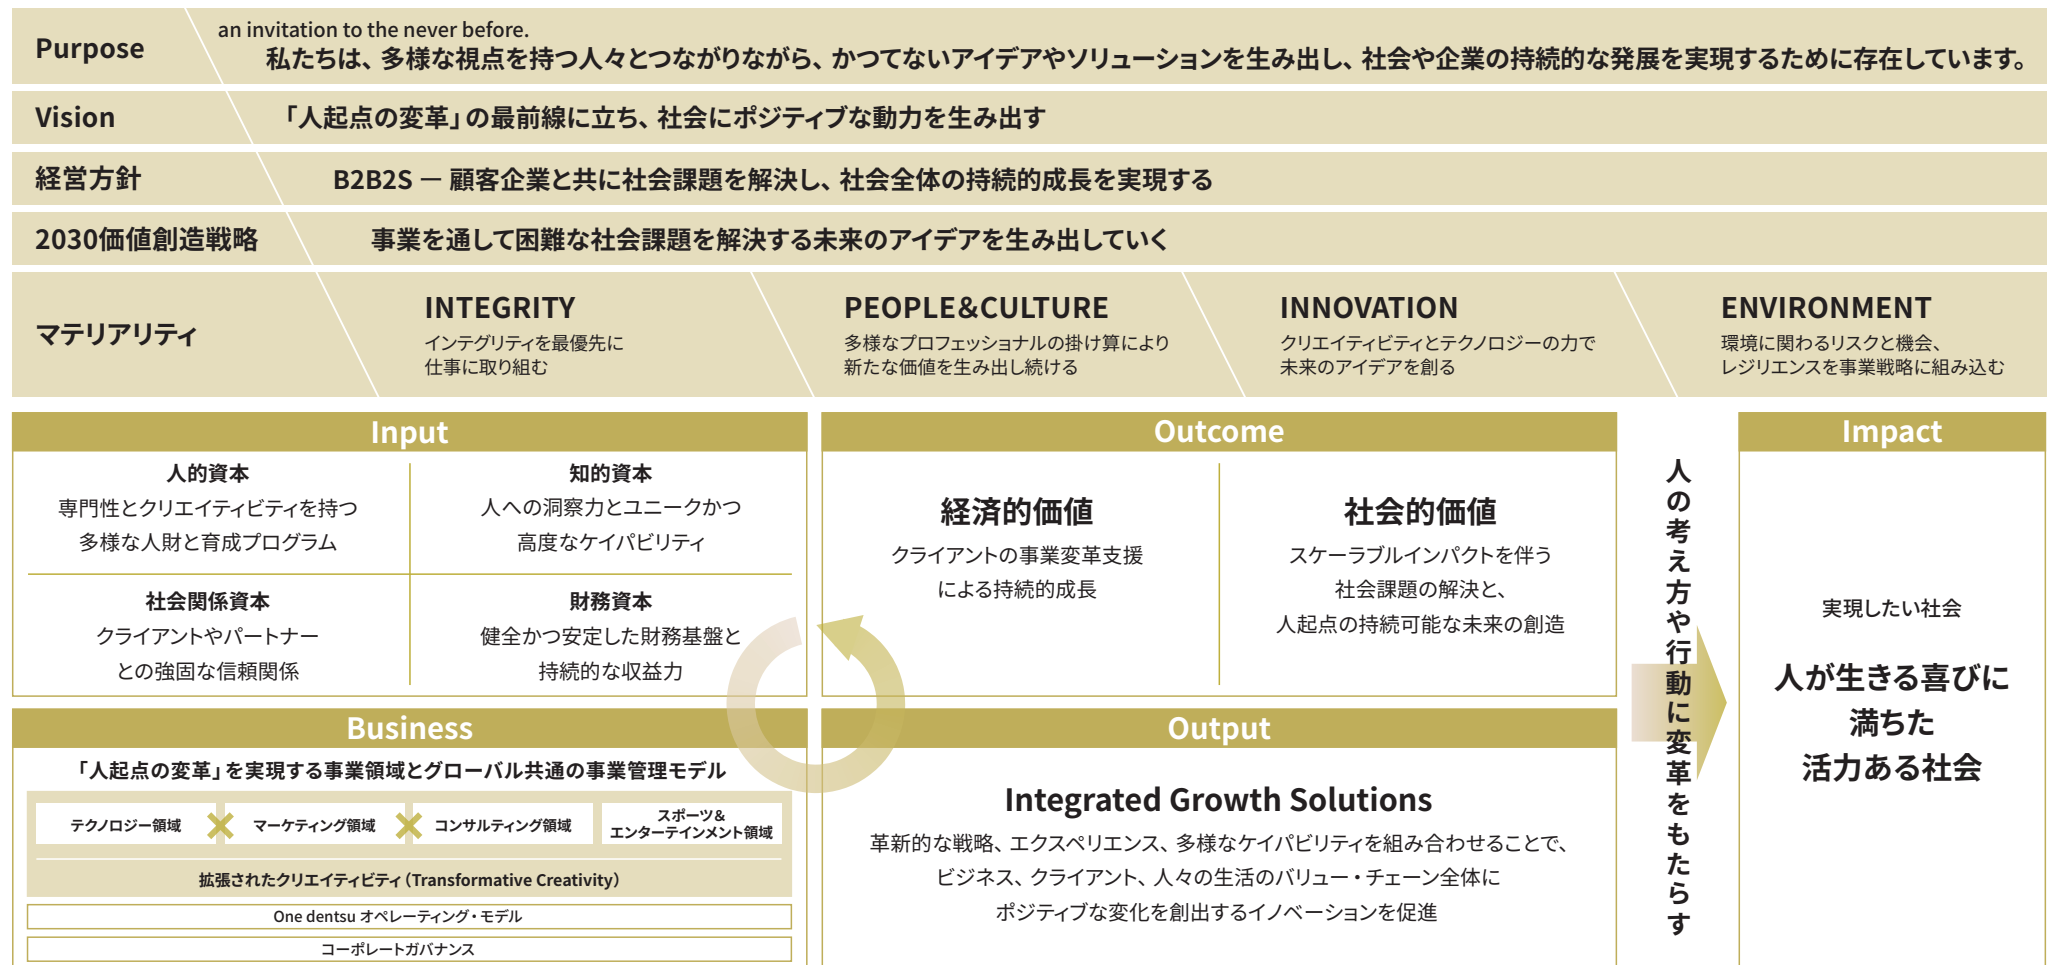 Purpose
an invitation to the never before.
私たちは、多様な視点を持つ人々とつながりながら、かつてないアイデアやソリューションを生み出し、社会や企業の持続的な発展を実現するために存在しています。
Vision
「人起点の変革」の最前線に立ち、社会にポジティブな動力を生み出す
経営方針
B2B2S ― 顧客企業と共に社会課題を解決し、社会全体の持続的成長を実現する
2030価値創造戦略
事業を通して困難な社会課題を解決する未来のアイデアを生み出していく
マテリアリティ
INTEGRITY
インテグリティを最優先に
仕事に取り組む
PEOPLE&CULTURE
多様なプロフェッショナルの掛け算により
新たな価値を生み出し続ける
INNOVATION
クリエイティビティとテクノロジーの力で
未来のアイデアを創る
ENVIRONMENT
環境に関わるリスクと機会、
レジリエンスを事業戦略に組み込む
Input
人的資本
専門性とクリエイティビティを持つ
多様な人財と育成プログラム
知的資本
人への洞察力とユニークかつ
高度なケイパビリティ
社会関係資本
クライアントやパートナー
との強固な信頼関係
財務資本
健全かつ安定した財務基盤と
持続的な収益力
Outcome
経済的価値
クライアントの事業変革支援
による持続的成長
社会的価値
スケーラブルインパクトを伴う
社会課題の解決と、
人起点の持続可能な未来の創造
Business
「人起点の変革」を実現する事業領域とグローバル共通の事業管理モデル
テクノロジー領域
マーケティング領域
コンサルティング領域
スポーツ&
エンターテインメント領域
拡張されたクリエイティビティ（Transformative Creativity）
One dentsu オペレーティング・モデル
コーポレートガバナンス
Output
Integrated Growth Solutions
革新的な戦略、エクスペリエンス、多様なケイパビリティを組み合わせることで、
ビジネス、クライアント、人々の生活のバリュー・チェーン全体に
ポジティブな変化を創出するイノベーションを促進
人の考え方や行動に変革をもたらす
Impact
実現したい社会
人が生きる喜びに
満ちた
活力ある社会